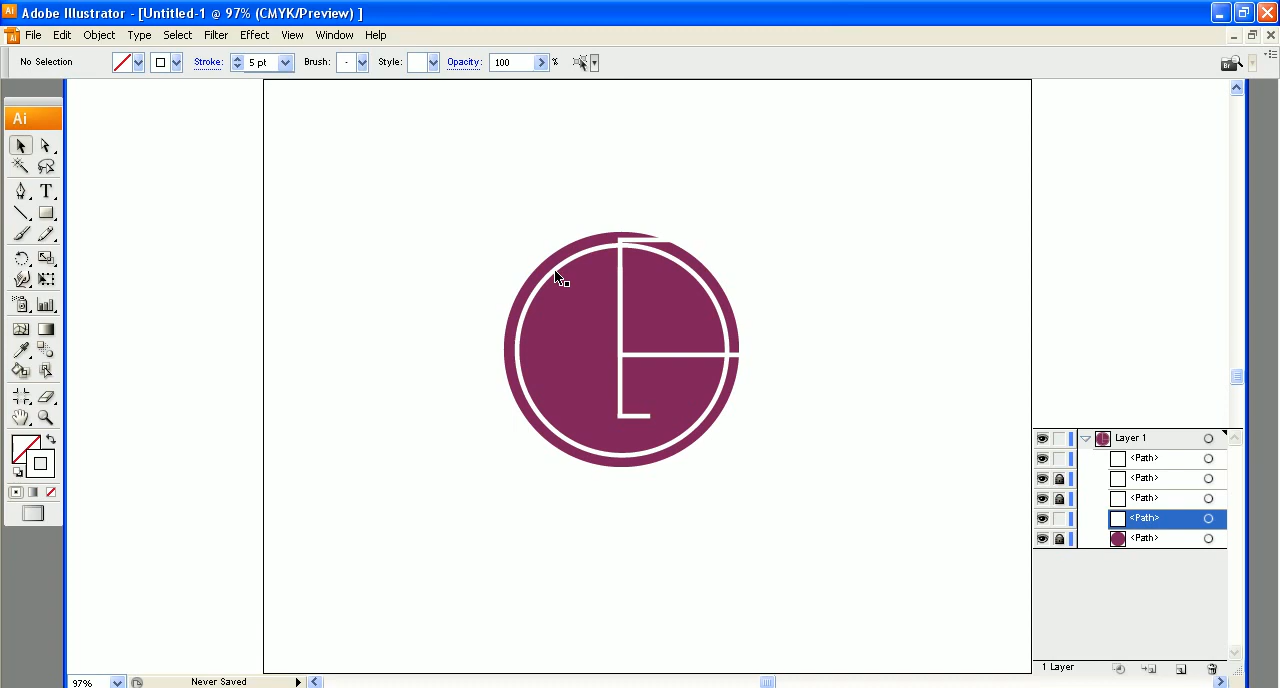 Adobe Illustrator - [Untitled-1 @ 97% (CMYK/Preview) ]
File Edit Object Type Select Filter Effect View Window Help
No Selection Stroke: 5 pt Brush: Style: Opacity: 100 %
Br
Ai
T
Layer 1
<Path>
<Path>
<Path>
<Path>
<Path>
1 Layer
97% Never Saved